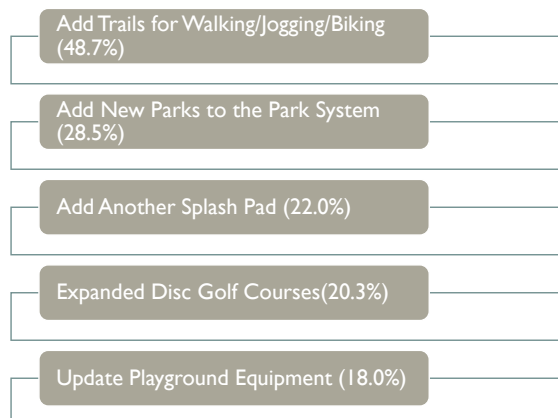 Add Trails for Walking/Jogging/Biking
(48.7%)
Add New Parks to the Park System
(28.5%)
Add Another Splash Pad (22.0%)
Expanded Disc Golf Courses(20.3%)
Update Playground Equipment (18.0%)